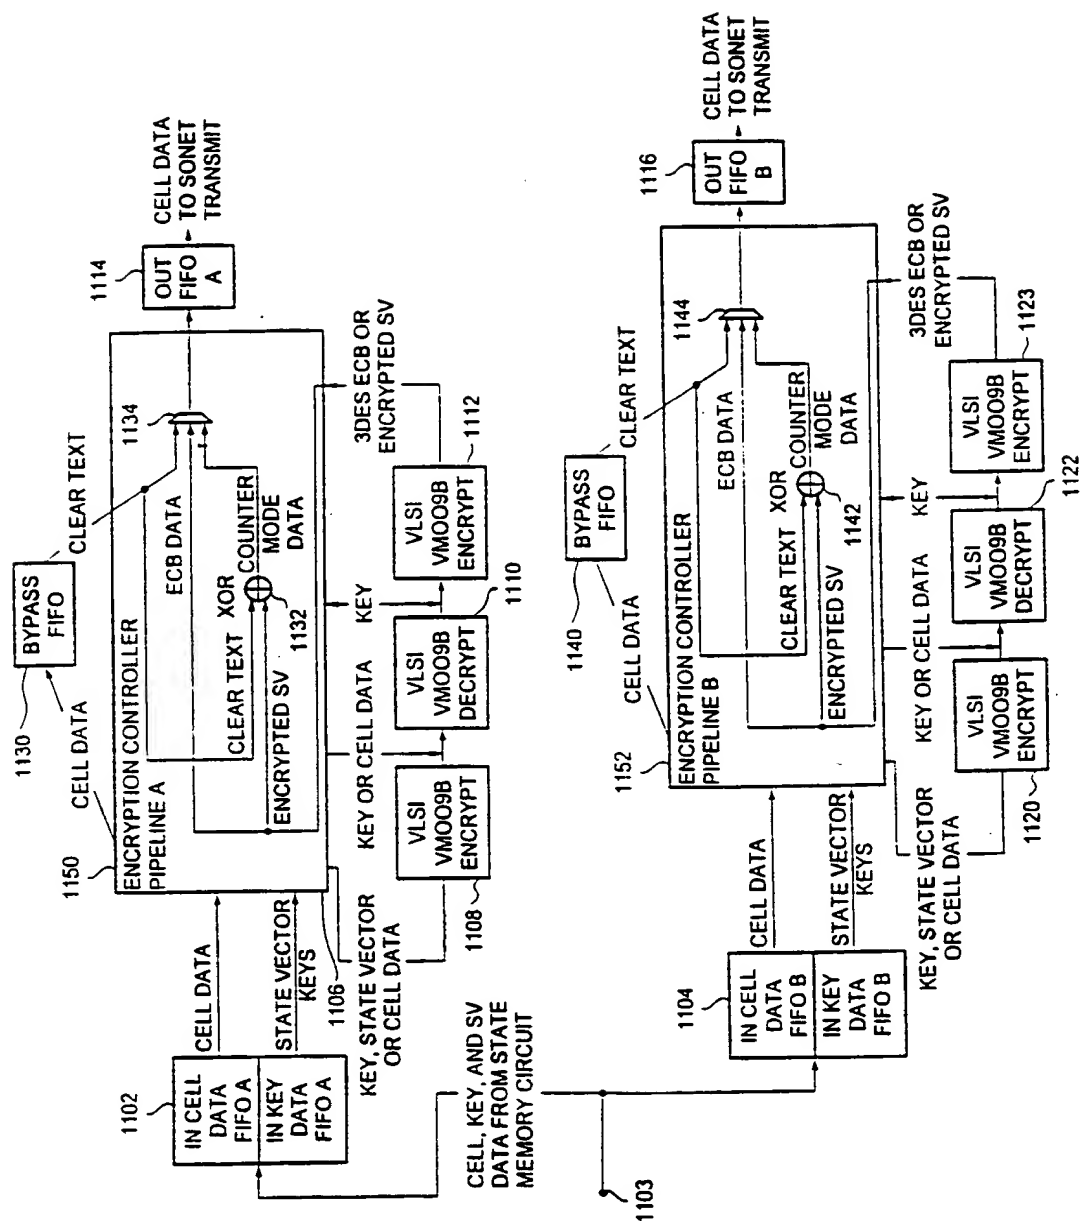 1102
IN CELL
DATA
FIFO A
IN KEY
DATA
FIFO A
CELL DATA
STATE VECTOR
KEYS
1106
KEY, STATE VECTOR
OR CELL DATA
1150
ENCRYPTION CONTROLLER
PIPELINE A
1130
CELL DATA
BYPASS
FIFO
CLEAR TEXT
ECB DATA
CLEAR TEXT
XOR
1132
COUNTER
MODE
DATA
ENCRYPTED SV
1134
1108
VLSI
VM009B
ENCRYPT
KEY OR CELL DATA
VLSI
VM009B
DECRYPT
1110
KEY
VLSI
VM009B
ENCRYPT
1112
3DES ECB OR
ENCRYPTED SV
1114
OUT
FIFO
A
CELL DATA
TO SONET
TRANSMIT
CELL, KEY, AND SV
DATA FROM STATE
MEMORY CIRCUIT
1103
1104
IN CELL
DATA
FIFO B
IN KEY
DATA
FIFO B
CELL DATA
STATE VECTOR
KEYS
KEY, STATE VECTOR
OR CELL DATA
1152
ENCRYPTION CONTROLLER
PIPELINE B
1140
CELL DATA
BYPASS
FIFO
CLEAR TEXT
ECB DATA
CLEAR TEXT
XOR
1142
COUNTER
MODE
DATA
ENCRYPTED SV
1144
1120
VLSI
VM009B
ENCRYPT
KEY OR CELL DATA
VLSI
VM009B
DECRYPT
1122
KEY
VLSI
VM009B
ENCRYPT
1123
3DES ECB OR
ENCRYPTED SV
1116
OUT
FIFO
B
CELL DATA
TO SONET
TRANSMIT